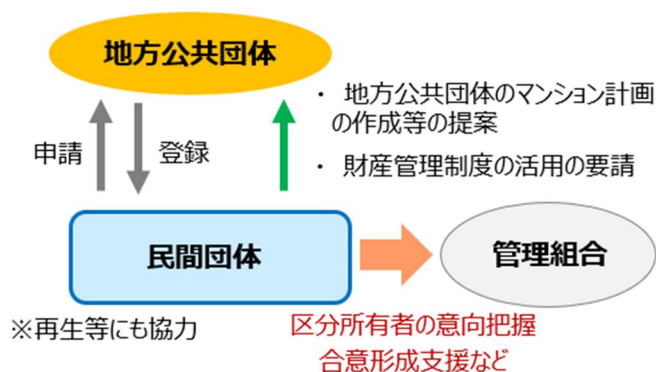 地方公共団体
・ 地方公共団体のマンション計画
の作成等の提案
申請
登録
・ 財産管理制度の活用の要請
民間団体
管理組合
※再生等にも協力
区分所有者の意向把握
合意形成支援など